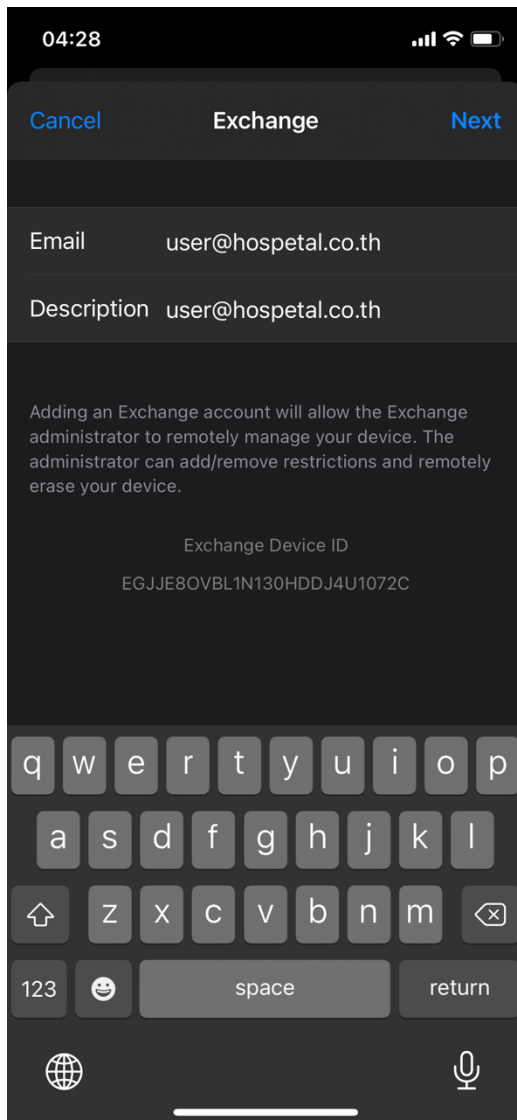 04:28
Cancel Exchange Next
Email user@hospetal.co.th
Description user@hospetal.co.th
Adding an Exchange account will allow the Exchange
administrator to remotely manage your device. The
administrator can add/remove restrictions and remotely
erase your device.
Exchange Device ID
EGJJE8OVBL1N130HDDJ4U1072C
q w e r t y u i o p
a s d f g h j k l
z x c v b n m
123 space return